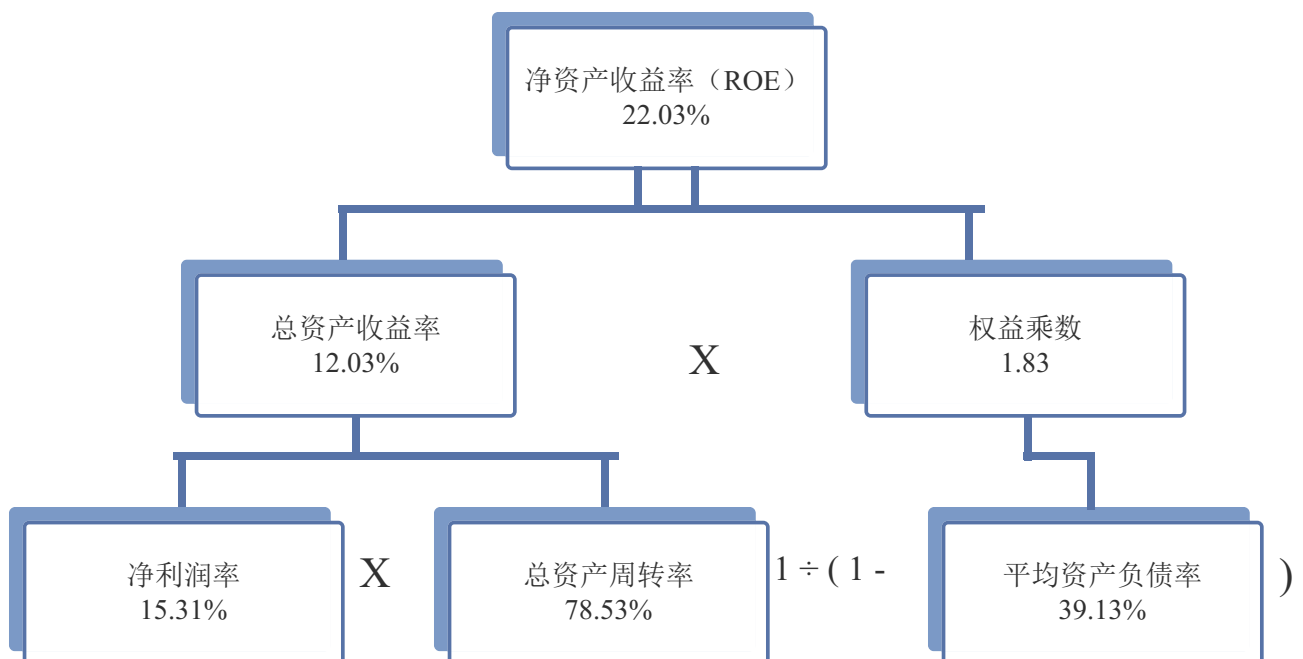 净资产收益率（ROE）
22.03%
总资产收益率
12.03%
X
权益乘数
1.83
净利润率
15.31%
X
总资产周转率
78.53%
1 ÷ ( 1 -
平均资产负债率
39.13%
)